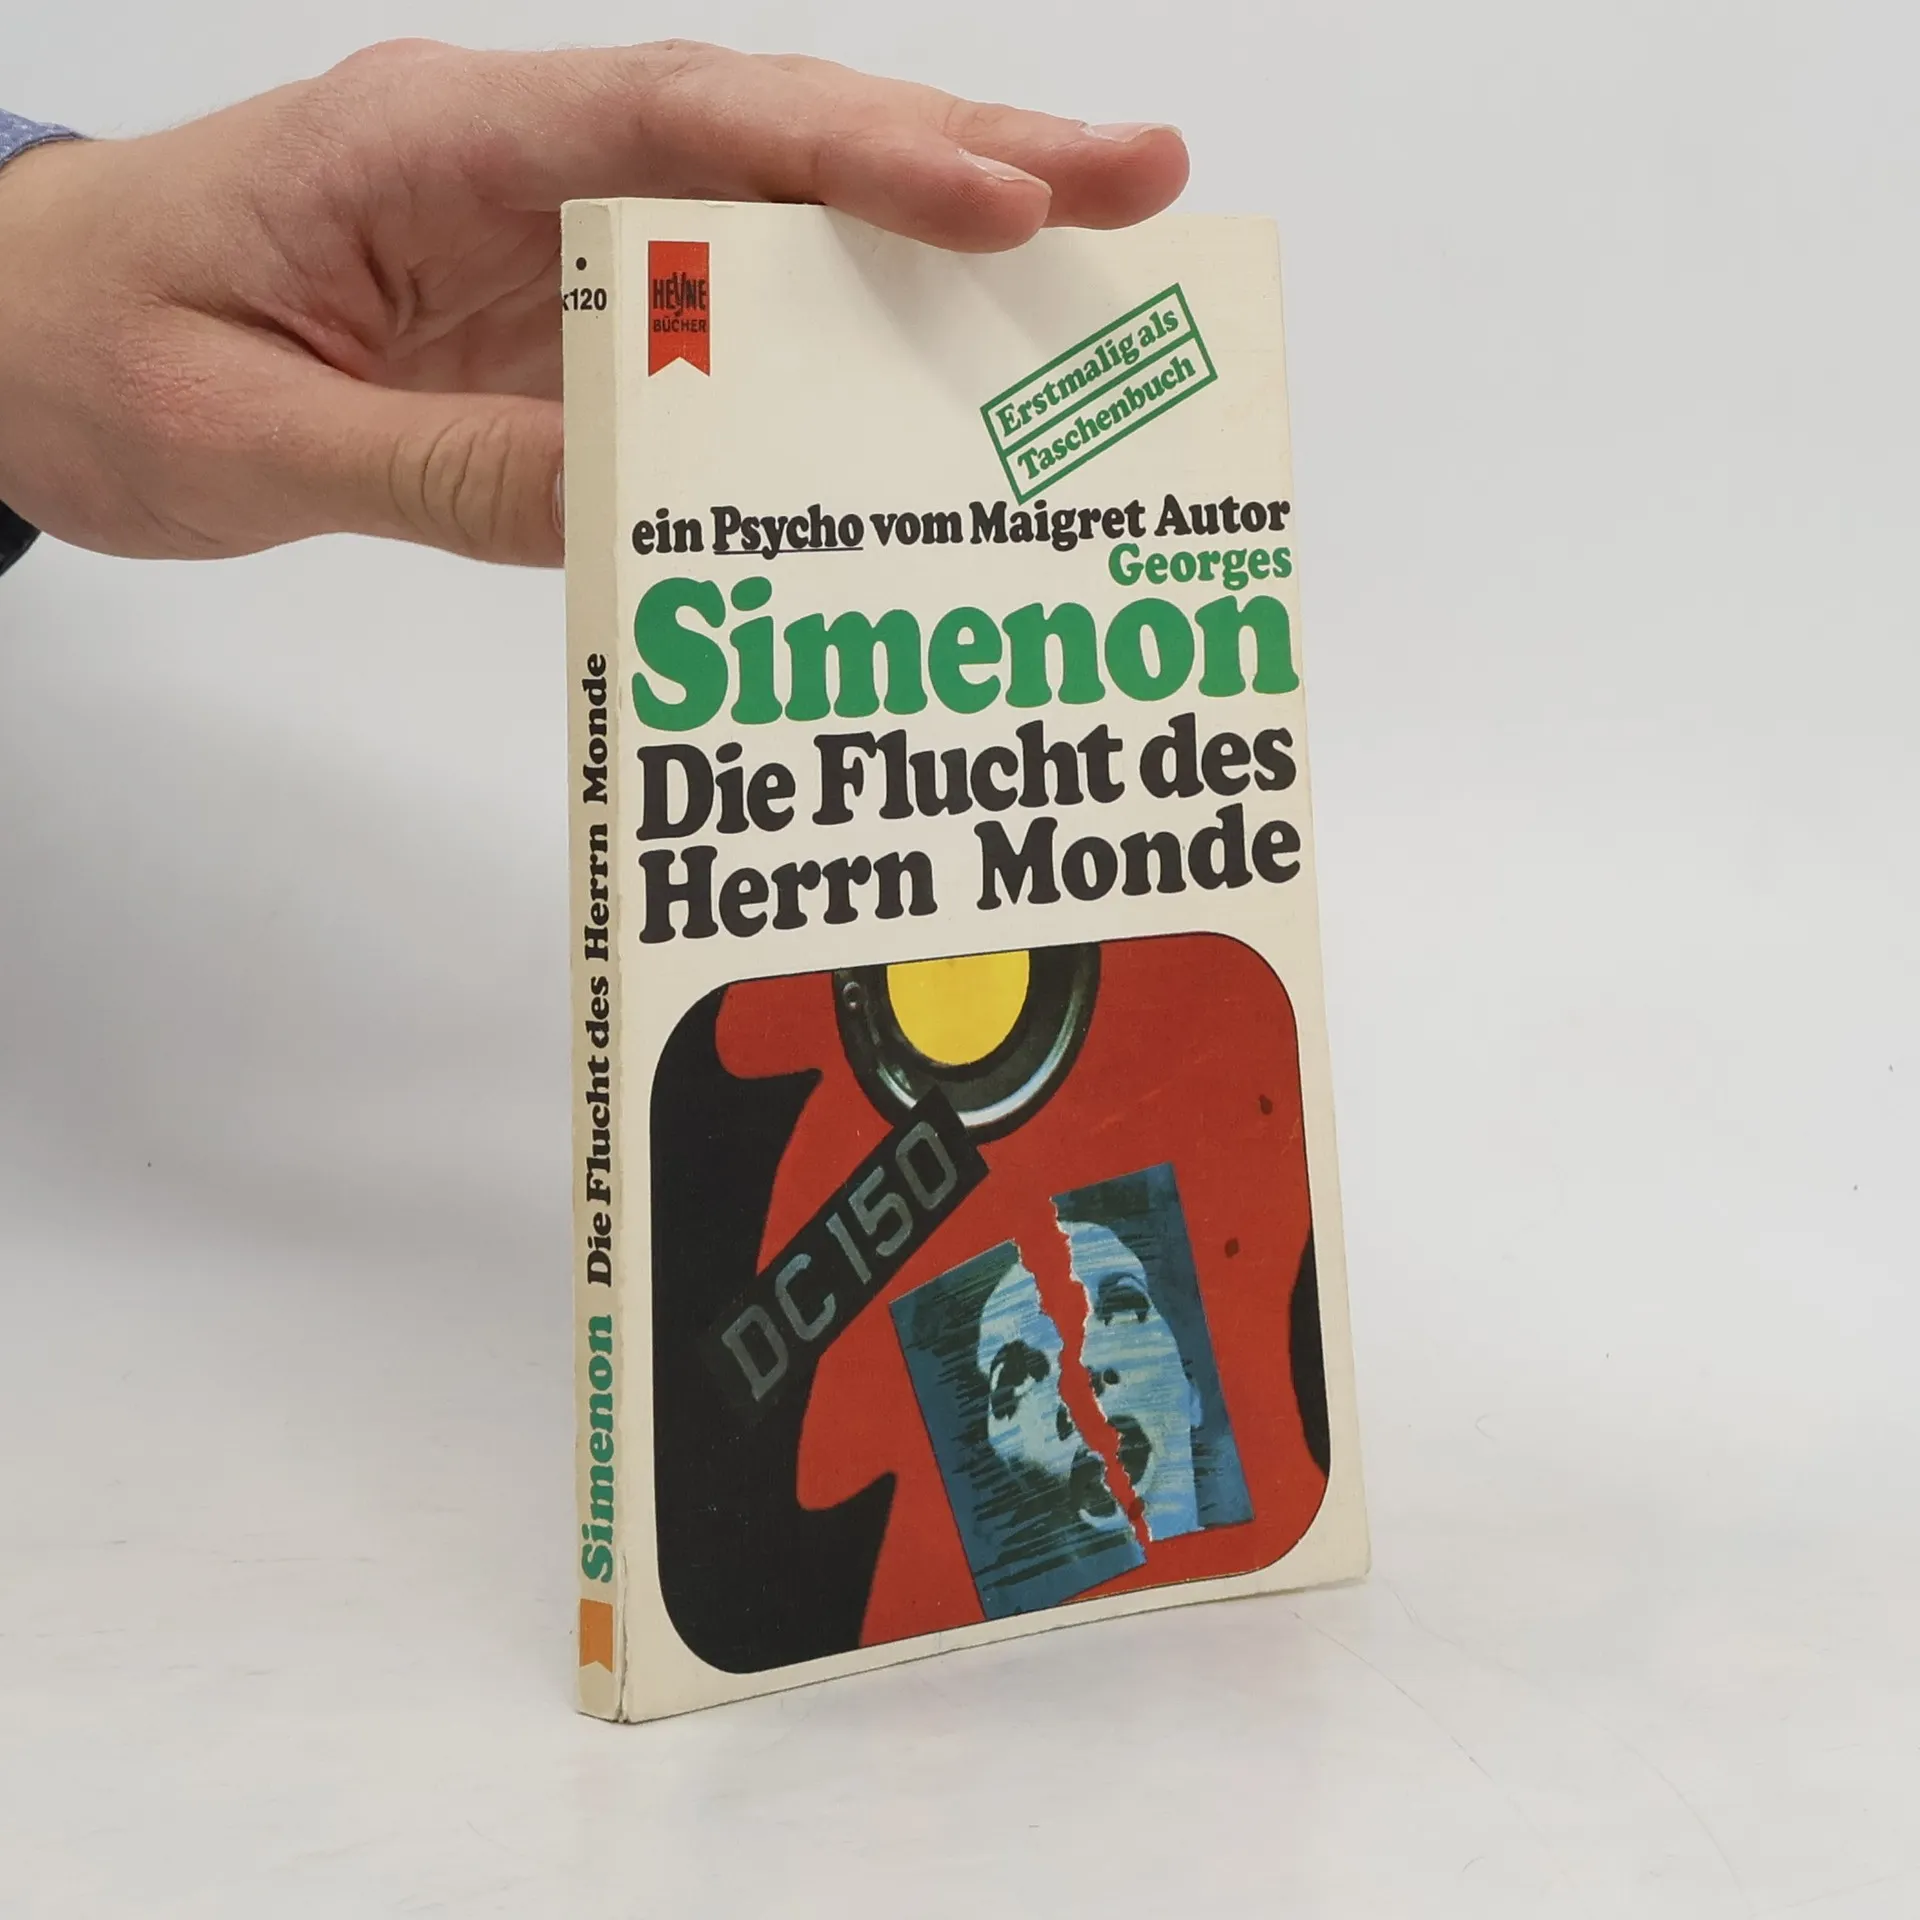 x120
HEYNE
BÜCHER
Erstmalig als
Taschenbuch
ein Psycho vom Maigret Autor
Georges
Simenon
Die Flucht des
Herrn Monde
DC 150
Simenon Die Flucht des Herrn Monde